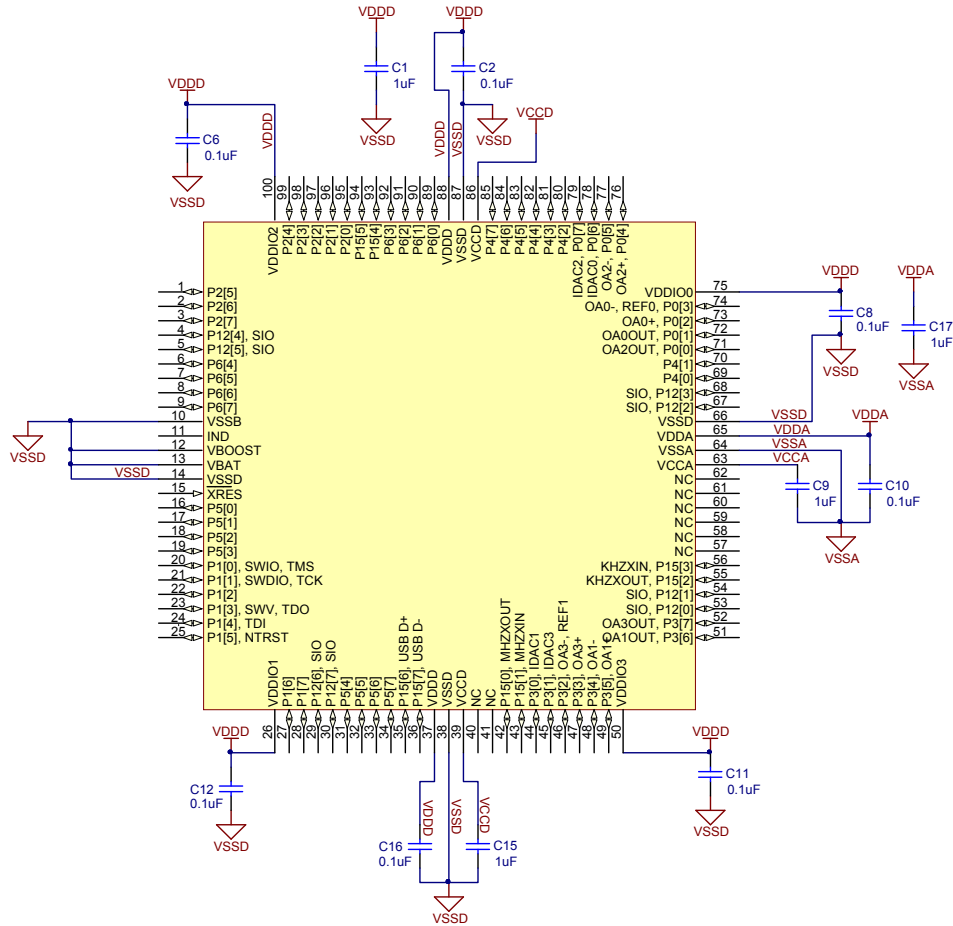 VDDD
VDDD
C1
1uF
C2
0.1uF
VDDD
VSSD
VSSD
VCCD
C6
0.1uF
VSSD
VDDD
VDDD
VSSD
100
99
98
97
96
95
94
93
92
91
90
89
88
87
86
85
84
83
82
81
80
79
78
77
76
VDDIO2
P2[4]
P2[3]
P2[2]
P2[1]
P2[0]
P15[5]
P15[4]
P6[3]
P6[2]
P6[1]
P6[0]
VDDD
VSSD
VCCD
P4[7]
P4[6]
P4[5]
P4[4]
P4[3]
P4[2]
IDAC2, P0[7]
IDAC0, P0[6]
OA2-, P0[5]
OA2+, P0[4]
1 P2[5]
2 P2[6]
3 P2[7]
4 P12[4], SIO
5 P12[5], SIO
6 P6[4]
7 P6[5]
8 P6[6]
9 P6[7]
10 VSSB
11 IND
12 VBOOST
13 VBAT
VSSD 14 VSSD
15 XRES
16 P5[0]
17 P5[1]
18 P5[2]
19 P5[3]
20 P1[0], SWIO, TMS
21 P1[1], SWDIO, TCK
22 P1[2]
23 P1[3], SWV, TDO
24 P1[4], TDI
25 P1[5], NTRST
VSSD
VDDIO0 75
OA0-, REF0, P0[3] 74
OA0+, P0[2] 73
OA0OUT, P0[1] 72
OA2OUT, P0[0] 71
P4[1] 70
P4[0] 69
SIO, P12[3] 68
SIO, P12[2] 67
VSSD 66 VSSD
VDDA 65 VDDA
VSSA 64 VSSA
VCCA 63 VCCA
NC 62
NC 61
NC 60
NC 59
NC 58
NC 57
KHZXIN, P15[3] 56
KHZXOUT, P15[2] 55
SIO, P12[1] 54
SIO, P12[0] 53
OA3OUT, P3[7] 52
OA1OUT, P3[6] 51
VDDD
C8
0.1uF
VSSD
VDDA
C17
1uF
VSSA
VDDA
C9
1uF
C10
0.1uF
VSSA
VDDIO1
P1[6]
P1[7]
P12[6], SIO
P12[7], SIO
P5[4]
P5[5]
P5[6]
P5[7]
P15[6], USB D+
P15[7], USB D-
VDDD
VSSD
VCCD
NC
NC
P15[0], MHZXOUT
P15[1], MHZXIN
P3[0], IDAC1
P3[1], IDAC3
P3[2], OA3-, REF1
P3[3], OA3+
P3[4], OA1-
P3[5], OA1+
VDDIO3
26
27
28
29
30
31
32
33
34
35
36
37
38
39
40
41
42
43
44
45
46
47
48
49
50
VDDD
C12
0.1uF
VSSD
VDDD
VSSD
VCCD
C16
0.1uF
C15
1uF
VSSD
VDDD
C11
0.1uF
VSSD